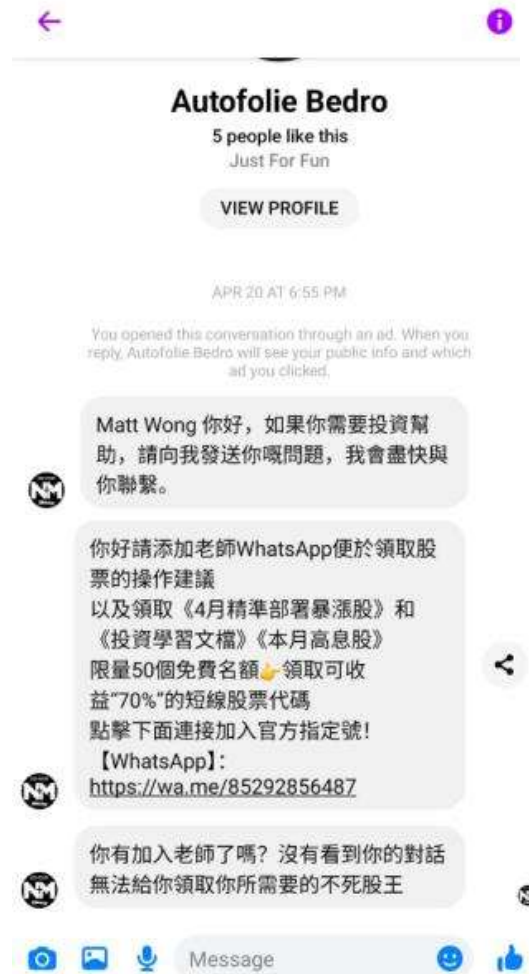 Autofolie Bedro
5 people like this
Just For Fun
VIEW PROFILE
APR 20 AT 6:55 PM
You opened this conversation through an ad. When you
reply, Autofolie Bedro will see your public info and which
ad you clicked.
Matt Wong 你好，如果你需要投資幫
助，請向我發送你嘅問題，我會盡快與
你聯繫。
NM
你好請添加老師WhatsApp便於領取股
票的操作建議
以及領取《4月精準部署暴漲股》和
《投資學習文檔》《本月高息股》
限量50個免費名額👉領取可收
益“70%”的短線股票代碼
點擊下面連接加入官方指定號！
【WhatsApp】：
https://wa.me/85292856487
NM
你有加入老師了嗎？沒有看到你的對話
無法給你領取你所需要的不死股王
NM
Message